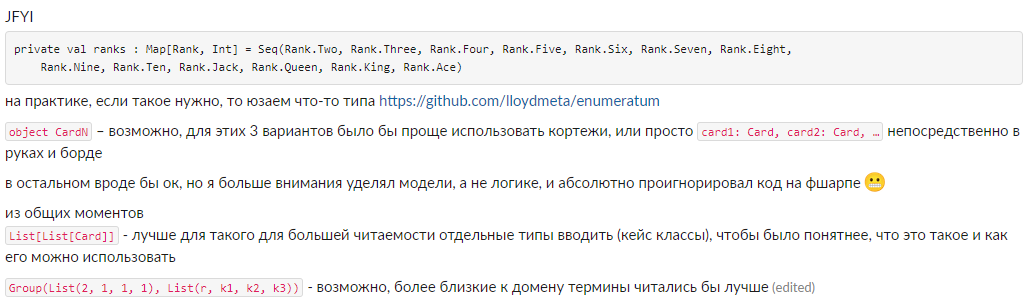 JFYI
private val ranks : Map[Rank, Int] = Seq(Rank.Two, Rank.Three, Rank.Four, Rank.Five, Rank.Six, Rank.Seven, Rank.Eight,
    Rank.Nine, Rank.Ten, Rank.Jack, Rank.Queen, Rank.King, Rank.Ace)
на практике, если такое нужно, то юзаем что-то типа https://github.com/lloydmeta/enumeratum
object CardN – возможно, для этих 3 вариантов было бы проще использовать кортежи, или просто card1: Card, card2: Card, … непосредственно в
руках и борде
в остальном вроде бы ок, но я больше внимания уделял модели, а не логике, и абсолютно проигнорировал код на фшарпе 😬
из общих моментов
List[List[Card]] - лучше для такого для большей читаемости отдельные типы вводить (кейс классы), чтобы было понятнее, что это такое и как
его можно использовать
Group(List(2, 1, 1, 1), List(r, k1, k2, k3)) - возможно, более близкие к домену термины читались бы лучше (edited)